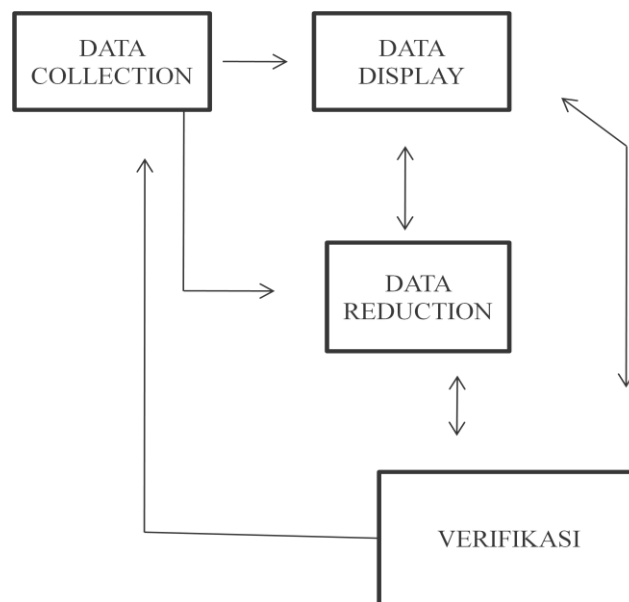 DATA
COLLECTION
DATA
DISPLAY
DATA
REDUCTION
VERIFIKASI